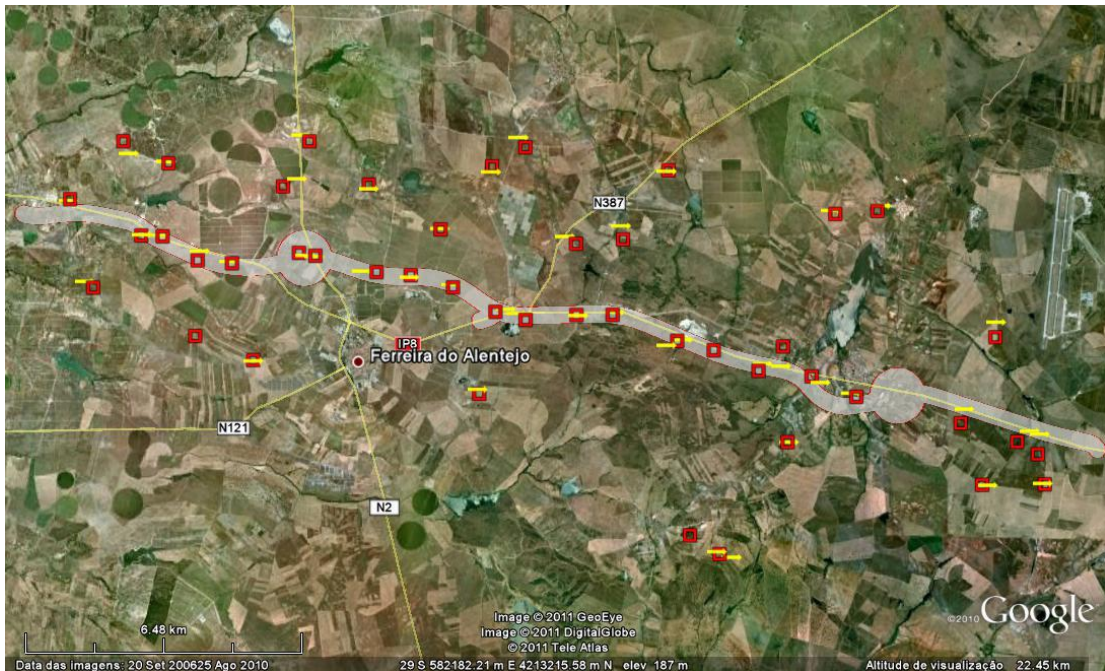 N387
IP8
Ferreira do Alentejo
N121
N2
Image © 2011 GeoEye
Image © 2011 DigitalGlobe
© 2011 Tele Atlas
©2010 Google
6.48 km
Data das imagens: 20 Set 200625 Ago 2010
29 S 582182.21 m E 4213215.58 m N elev 187 m
Altitude de visualização 22.45 km